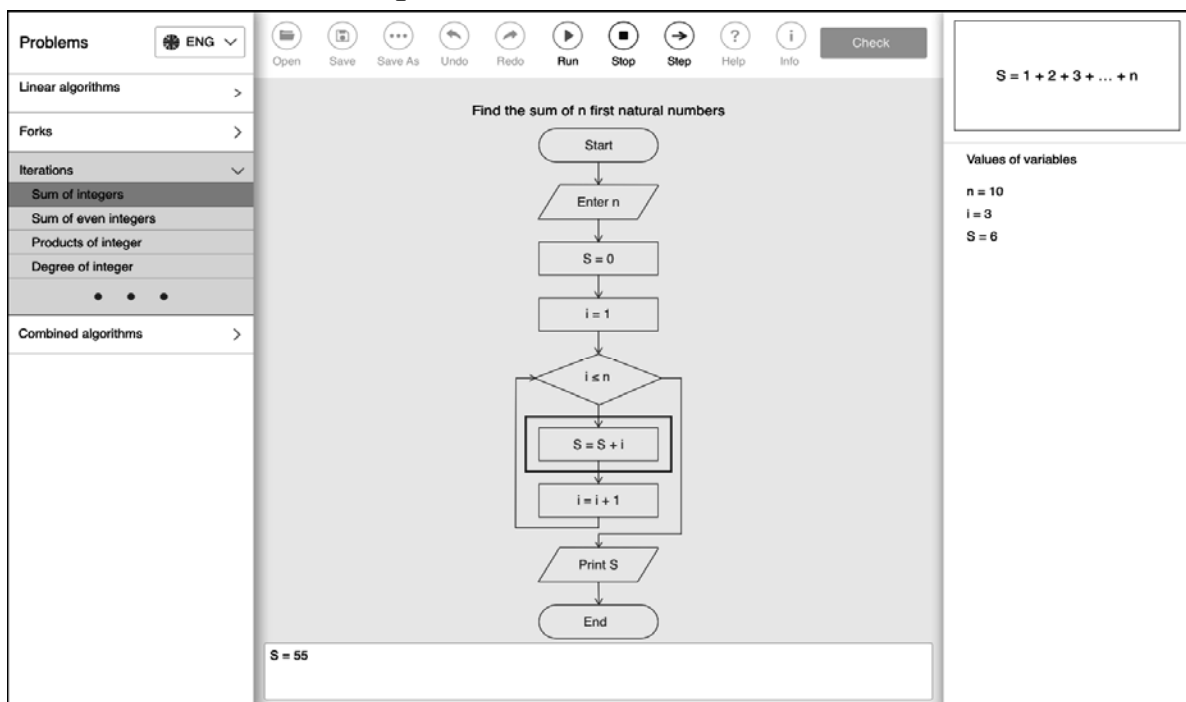 Problems
ENG
Open
Save
Save As
Undo
Redo
Run
Stop
Step
Help
Info
Check
Linear algorithms
Forks
Iterations
Sum of integers
Sum of even integers
Products of integer
Degree of integer
Combined algorithms
Find the sum of n first natural numbers
Start
Enter n
S = 0
i = 1
i ≤ n
S = S + i
i = i + 1
Print S
End
S = 55
S = 1 + 2 + 3 + ... + n
Values of variables
n = 10
i = 3
S = 6